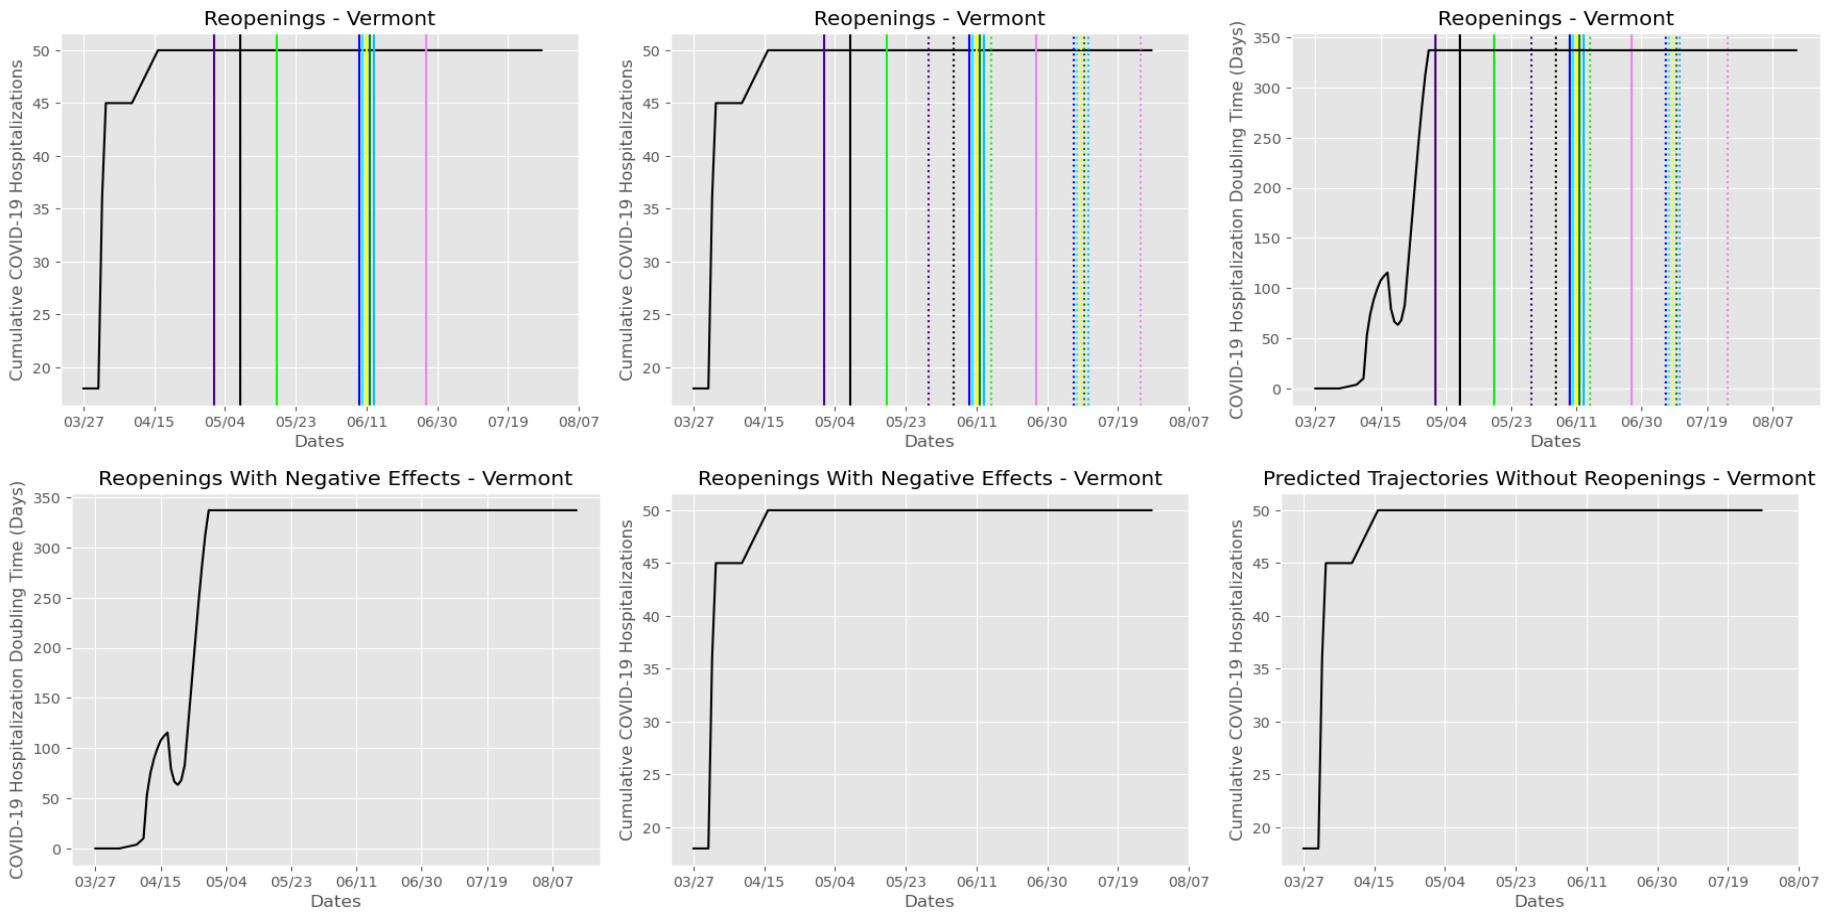 Reopenings - Vermont
Cumulative COVID-19 Hospitalizations
50
45
40
35
30
25
20
03/27 04/15 05/04 05/23 06/11 06/30 07/19 08/07
Dates
Reopenings - Vermont
Cumulative COVID-19 Hospitalizations
50
45
40
35
30
25
20
03/27 04/15 05/04 05/23 06/11 06/30 07/19 08/07
Dates
Reopenings - Vermont
COVID-19 Hospitalization Doubling Time (Days)
350
300
250
200
150
100
50
0
03/27 04/15 05/04 05/23 06/11 06/30 07/19 08/07
Dates
Reopenings With Negative Effects - Vermont
COVID-19 Hospitalization Doubling Time (Days)
350
300
250
200
150
100
50
0
03/27 04/15 05/04 05/23 06/11 06/30 07/19 08/07
Dates
Reopenings With Negative Effects - Vermont
Cumulative COVID-19 Hospitalizations
50
45
40
35
30
25
20
03/27 04/15 05/04 05/23 06/11 06/30 07/19 08/07
Dates
Predicted Trajectories Without Reopenings - Vermont
Cumulative COVID-19 Hospitalizations
50
45
40
35
30
25
20
03/27 04/15 05/04 05/23 06/11 06/30 07/19 08/07
Dates